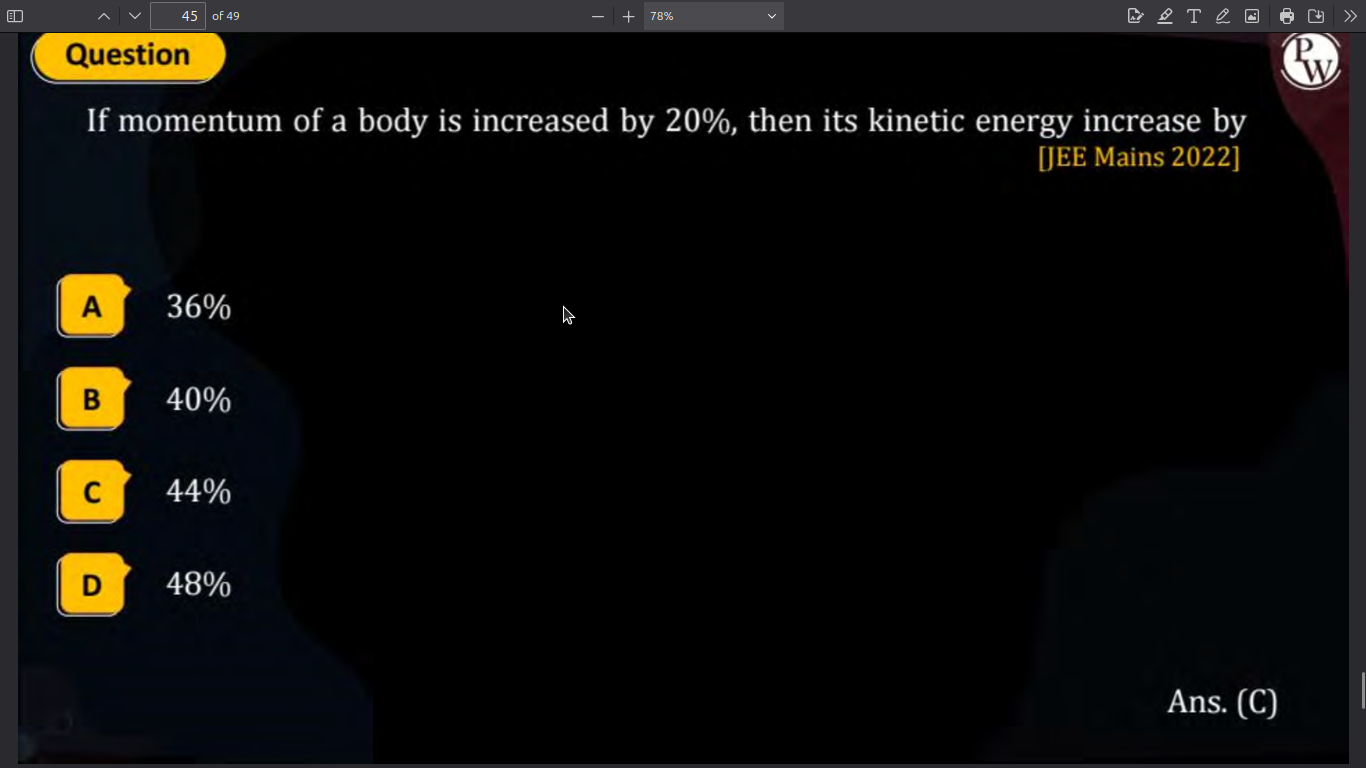 45 of 49
78%
Question
PW
If momentum of a body is increased by 20%, then its kinetic energy increase by
[JEE Mains 2022]
A 36%
B 40%
C 44%
D 48%
Ans. (C)